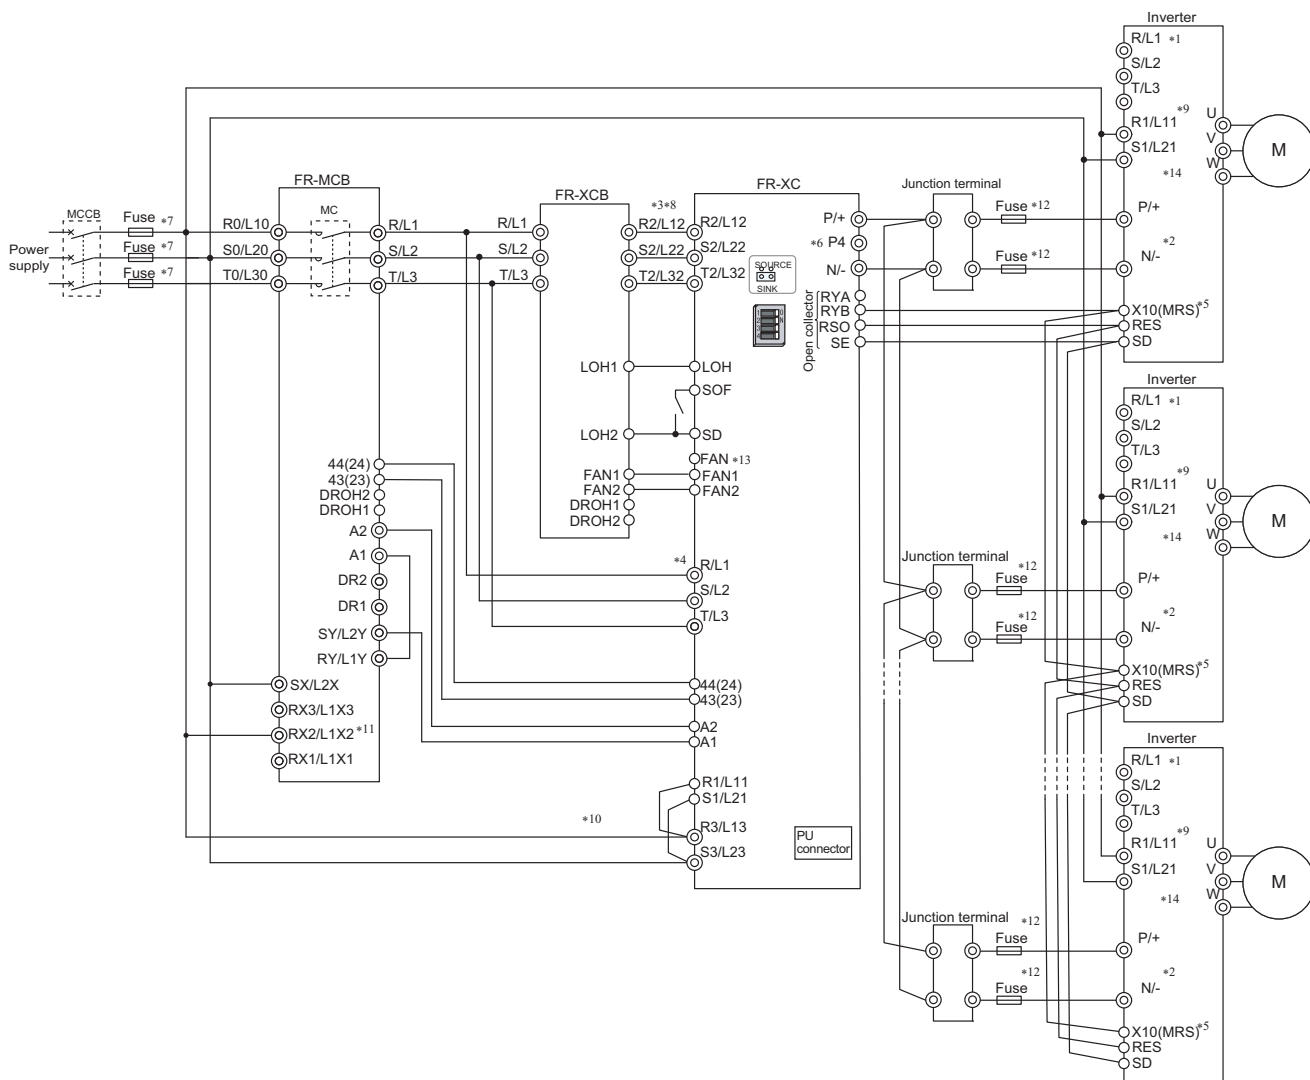 Power
supply
MCCB
Fuse *7
Fuse *7
Fuse *7
FR-MCB
MC
R0/L10
S0/L20
T0/L30
R/L1
S/L2
T/L3
44(24)
43(23)
DROH2
DROH1
A2
A1
DR2
DR1
SY/L2Y
RY/L1Y
SX/L2X
RX3/L1X3
RX2/L1X2 *11
RX1/L1X1
FR-XCB
R/L1
S/L2
T/L3
*3*8
R2/L12
S2/L22
T2/L32
LOH1
LOH2
FAN1
FAN2
DROH1
DROH2
FR-XC
R2/L12
S2/L22
T2/L32
SOURCE
SINK
P/+
*6 P4
N/-
Open collector
RYA
RYB
RSO
SE
LOH
SOF
SD
FAN *13
FAN1
FAN2
*4
R/L1
S/L2
T/L3
44(24)
43(23)
A2
A1
R1/L11
S1/L21
*10
R3/L13
S3/L23
PU
connector
Junction terminal
Fuse *12
Fuse *12
Inverter
R/L1 *1
S/L2
T/L3
R1/L11 *9
S1/L21
*14
U
V
W
M
P/+
*2
N/-
X10(MRS)*5
RES
SD
Junction terminal
*12
Fuse
*12
Fuse
Inverter
R/L1 *1
S/L2
T/L3
R1/L11 *9
S1/L21
*14
U
V
W
M
P/+
*2
N/-
X10(MRS)*5
RES
SD
Junction terminal
*12
Fuse
*12
Fuse
Inverter
R/L1 *1
S/L2
T/L3
R1/L11 *9
S1/L21
*14
U
V
W
M
P/+
*2
N/-
X10(MRS)*5
RES
SD